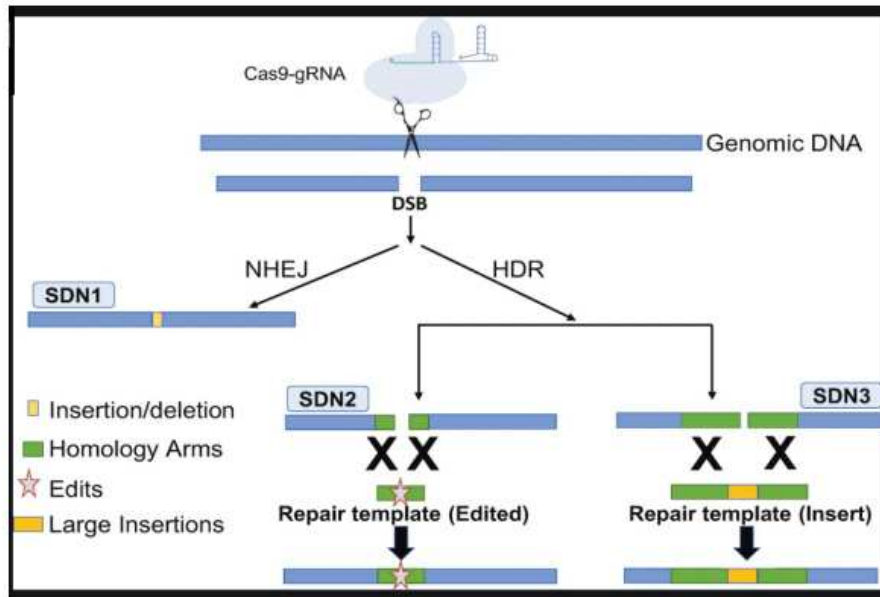 Cas9-gRNA
Genomic DNA
DSB
NHEJ
HDR
SDN1
SDN2
SDN3
Insertion/deletion
Homology Arms
Edits
Large Insertions
X X
X X
Repair template (Edited)
Repair template (Insert)